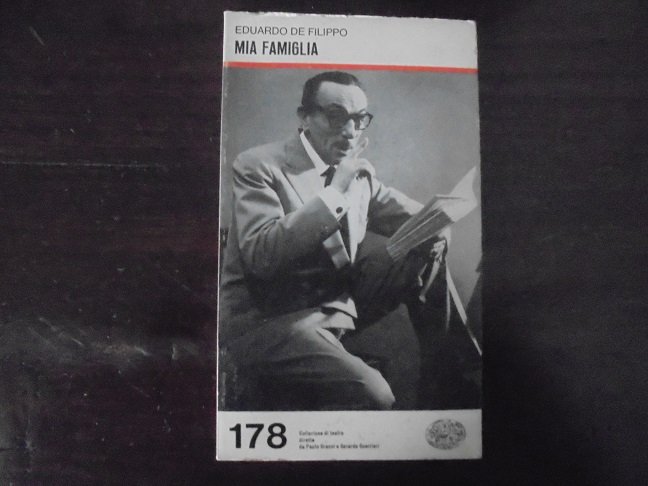 EDUARDO DE FILIPPO
MIA FAMIGLIA
178
Collezione di teatro
diretta
da Paolo Grassi e Gerardo Guerrieri